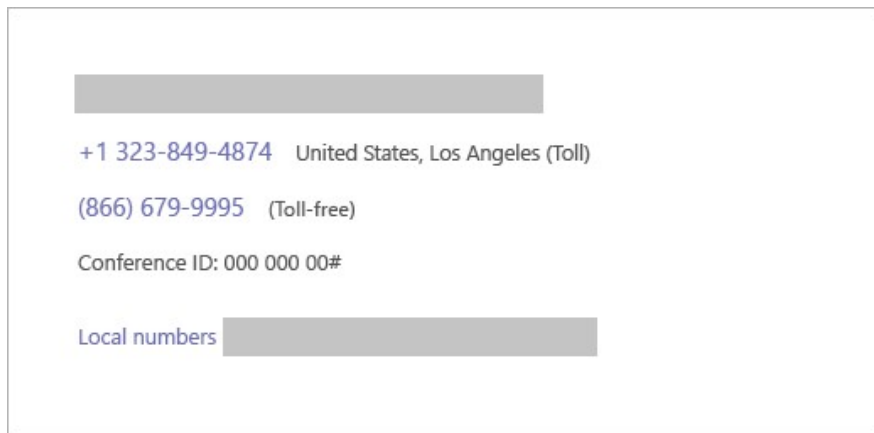 +1 323-849-4874 United States, Los Angeles (Toll)
(866) 679-9995 (Toll-free)
Conference ID: 000 000 00#
Local numbers